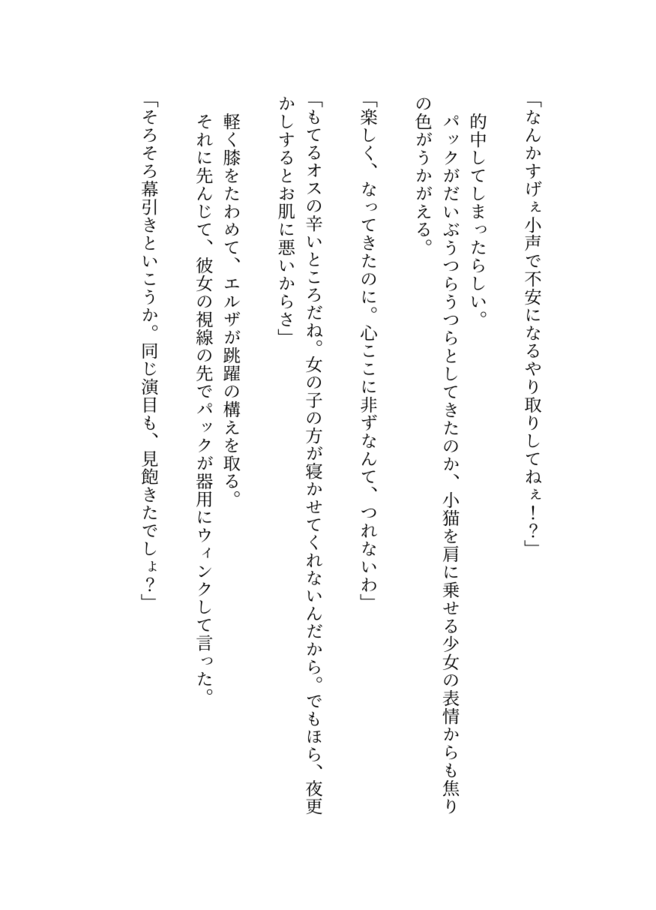 「なんかすげぇ小声で不安になるやり取りしてねぇ！？」
的中してしまったらしい。
パックがだいぶうつらうつらとしてきたのか、小猫を肩に乗せる少女の表情からも焦り
の色がうかがえる。
「楽しく、なってきたのに。心ここに非ずなんて、つれないわ」
「もてるオスの辛いところだね。女の子の方が寝かせてくれないんだから。でもほら、夜更
かしするとお肌に悪いからさ」
軽く膝をたわめて、エルザが跳躍の構えを取る。
それに先んじて、彼女の視線の先でパックが器用にウィンクして言った。
「そろそろ幕引きといこうか。同じ演目も、見飽きたでしょ？」